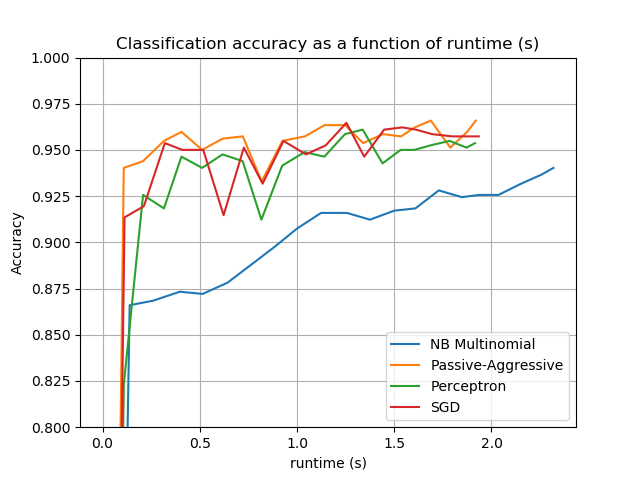 Classification accuracy as a function of runtime (s)
1.000
0.975
0.950
0.925
0.900
0.875
0.850
0.825
0.800
Accuracy
NB Multinomial
Passive-Aggressive
Perceptron
SGD
0.0 0.5 1.0 1.5 2.0
runtime (s)